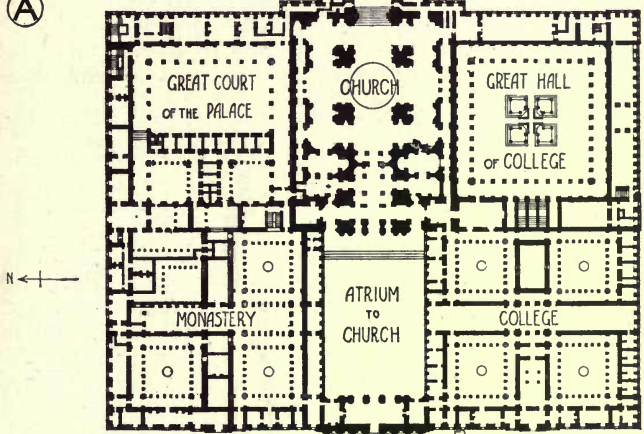 A
GREAT COURT
OF THE PALACE
CHURCH
GREAT HALL
OF COLLEGE
N
MONASTERY
ATRIUM
TO
CHURCH
COLLEGE